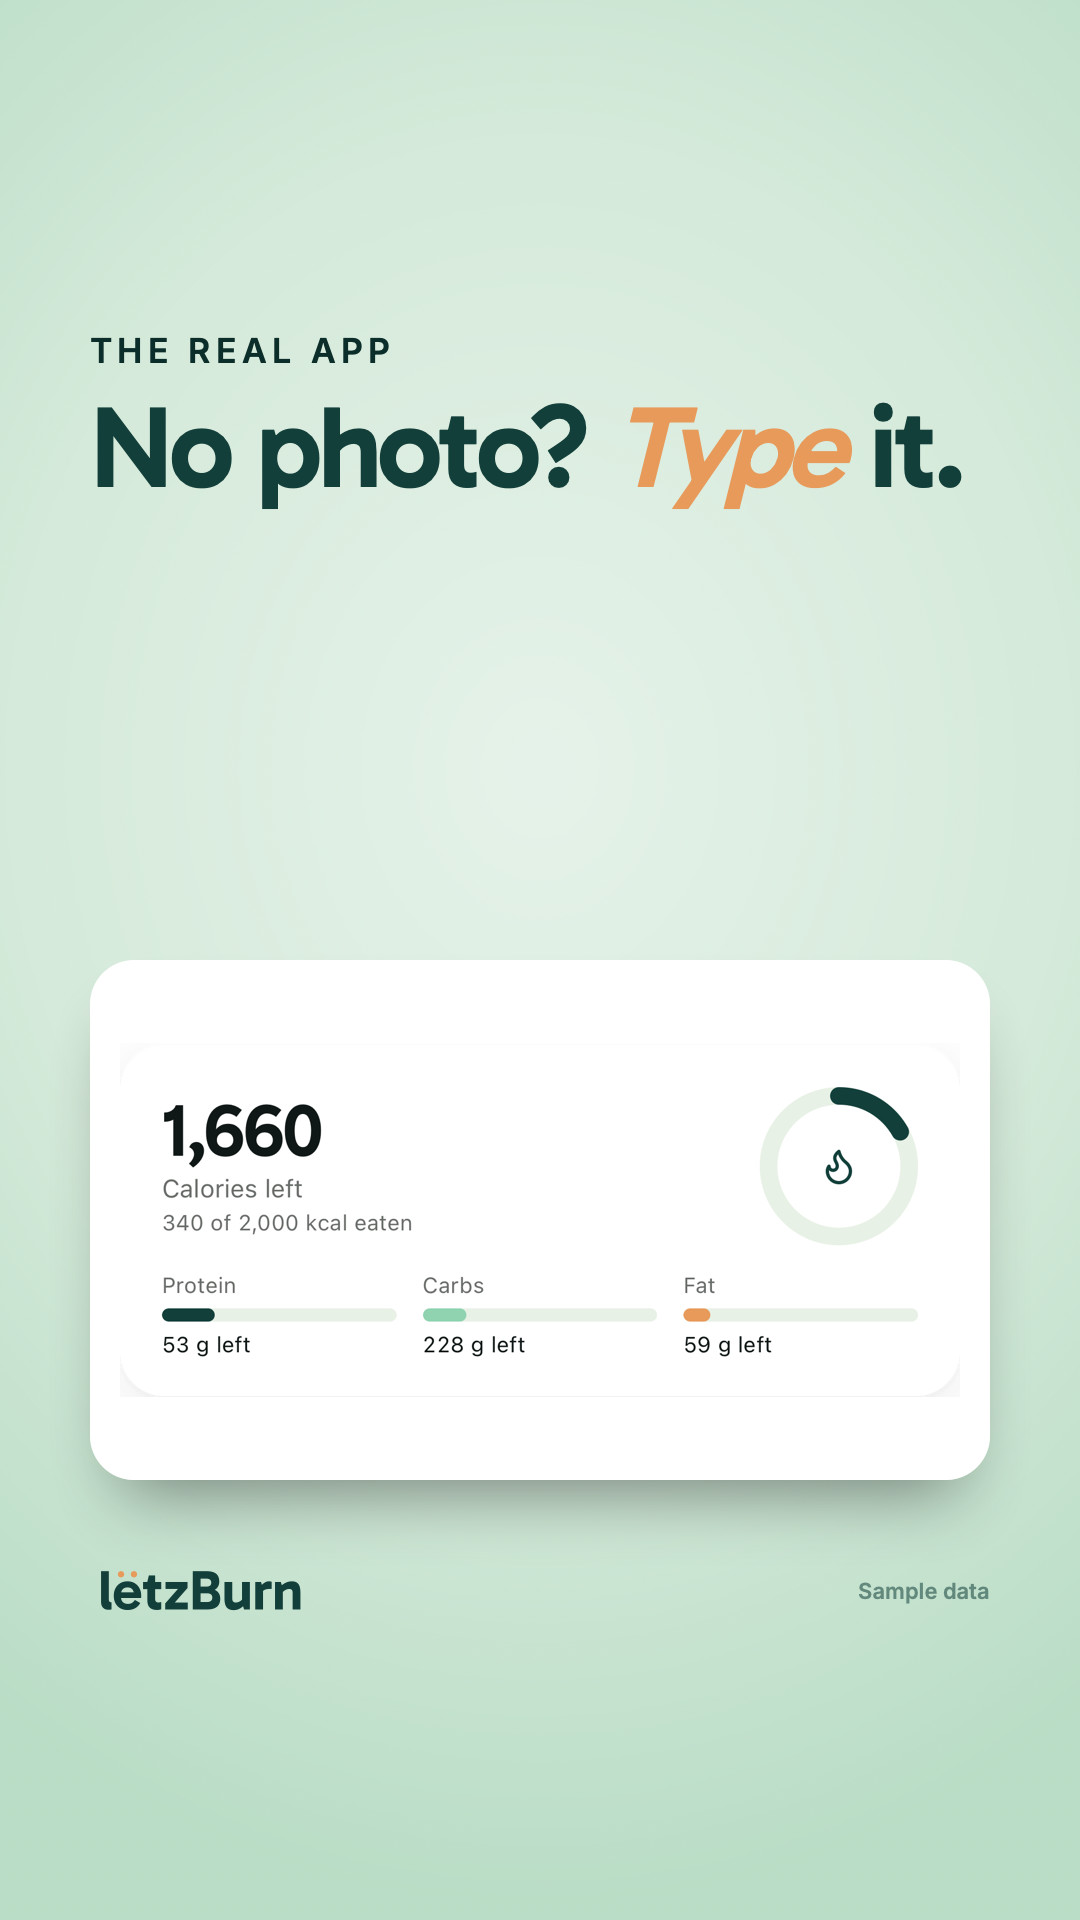 THE REAL APP
No photo? Type it.
1,660
Calories left
340 of 2,000 kcal eaten
Protein Carbs Fat
53 g left 228 g left 59 g left
lëtzBurn
Sample data